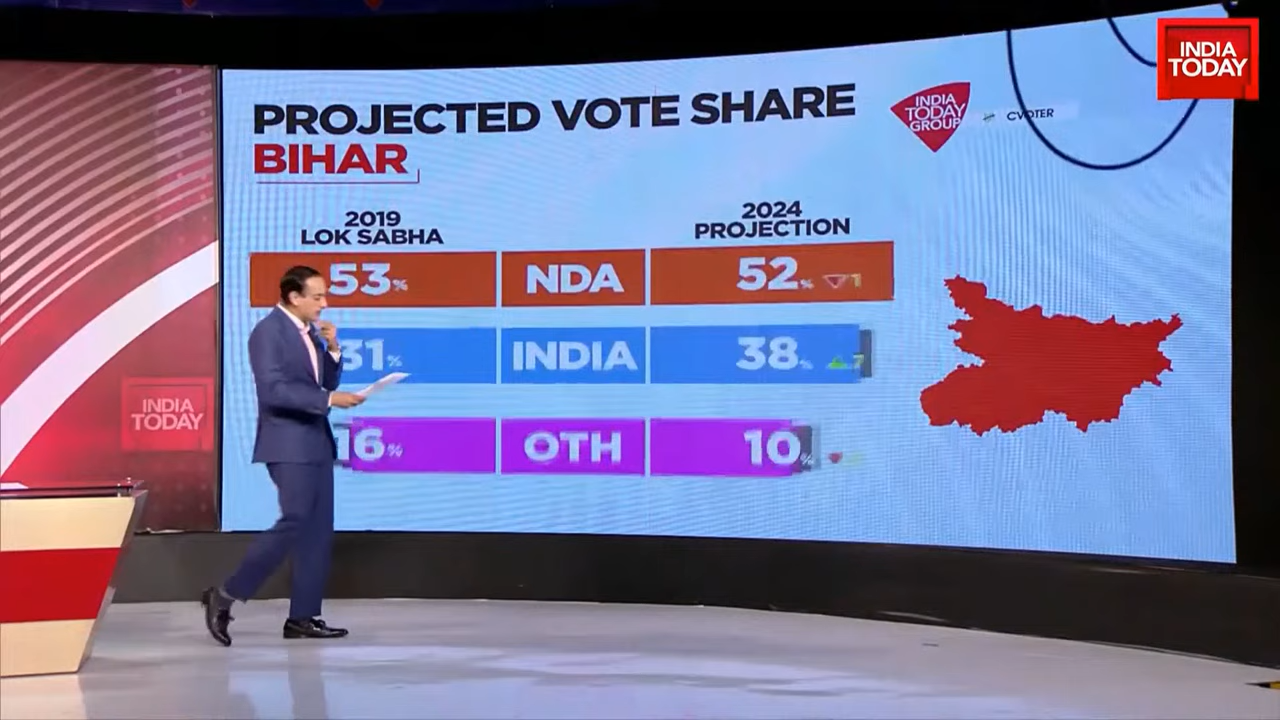 INDIA
TODAY
PROJECTED VOTE SHARE
BIHAR
INDIA
TODAY
GROUP
CVOTER
2019
LOK SABHA
2024
PROJECTION
53% NDA 52% 1
31% INDIA 38% 7
16% OTH 10%
INDIA
TODAY